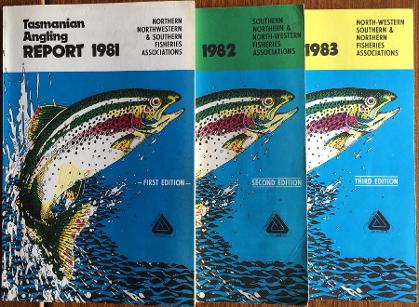 Tasmanian
Angling
REPORT 1981
NORTHERN
NORTHWESTERN
& SOUTHERN
FISHERIES
ASSOCIATIONS
—FIRST EDITION—
1982
SOUTHERN
NORTHERN &
NORTH-WESTERN
FISHERIES
ASSOCIATIONS
SECOND EDITION
1983
NORTH-WESTERN
SOUTHERN &
NORTHERN
FISHERIES
ASSOCIATIONS
THIRD EDITION